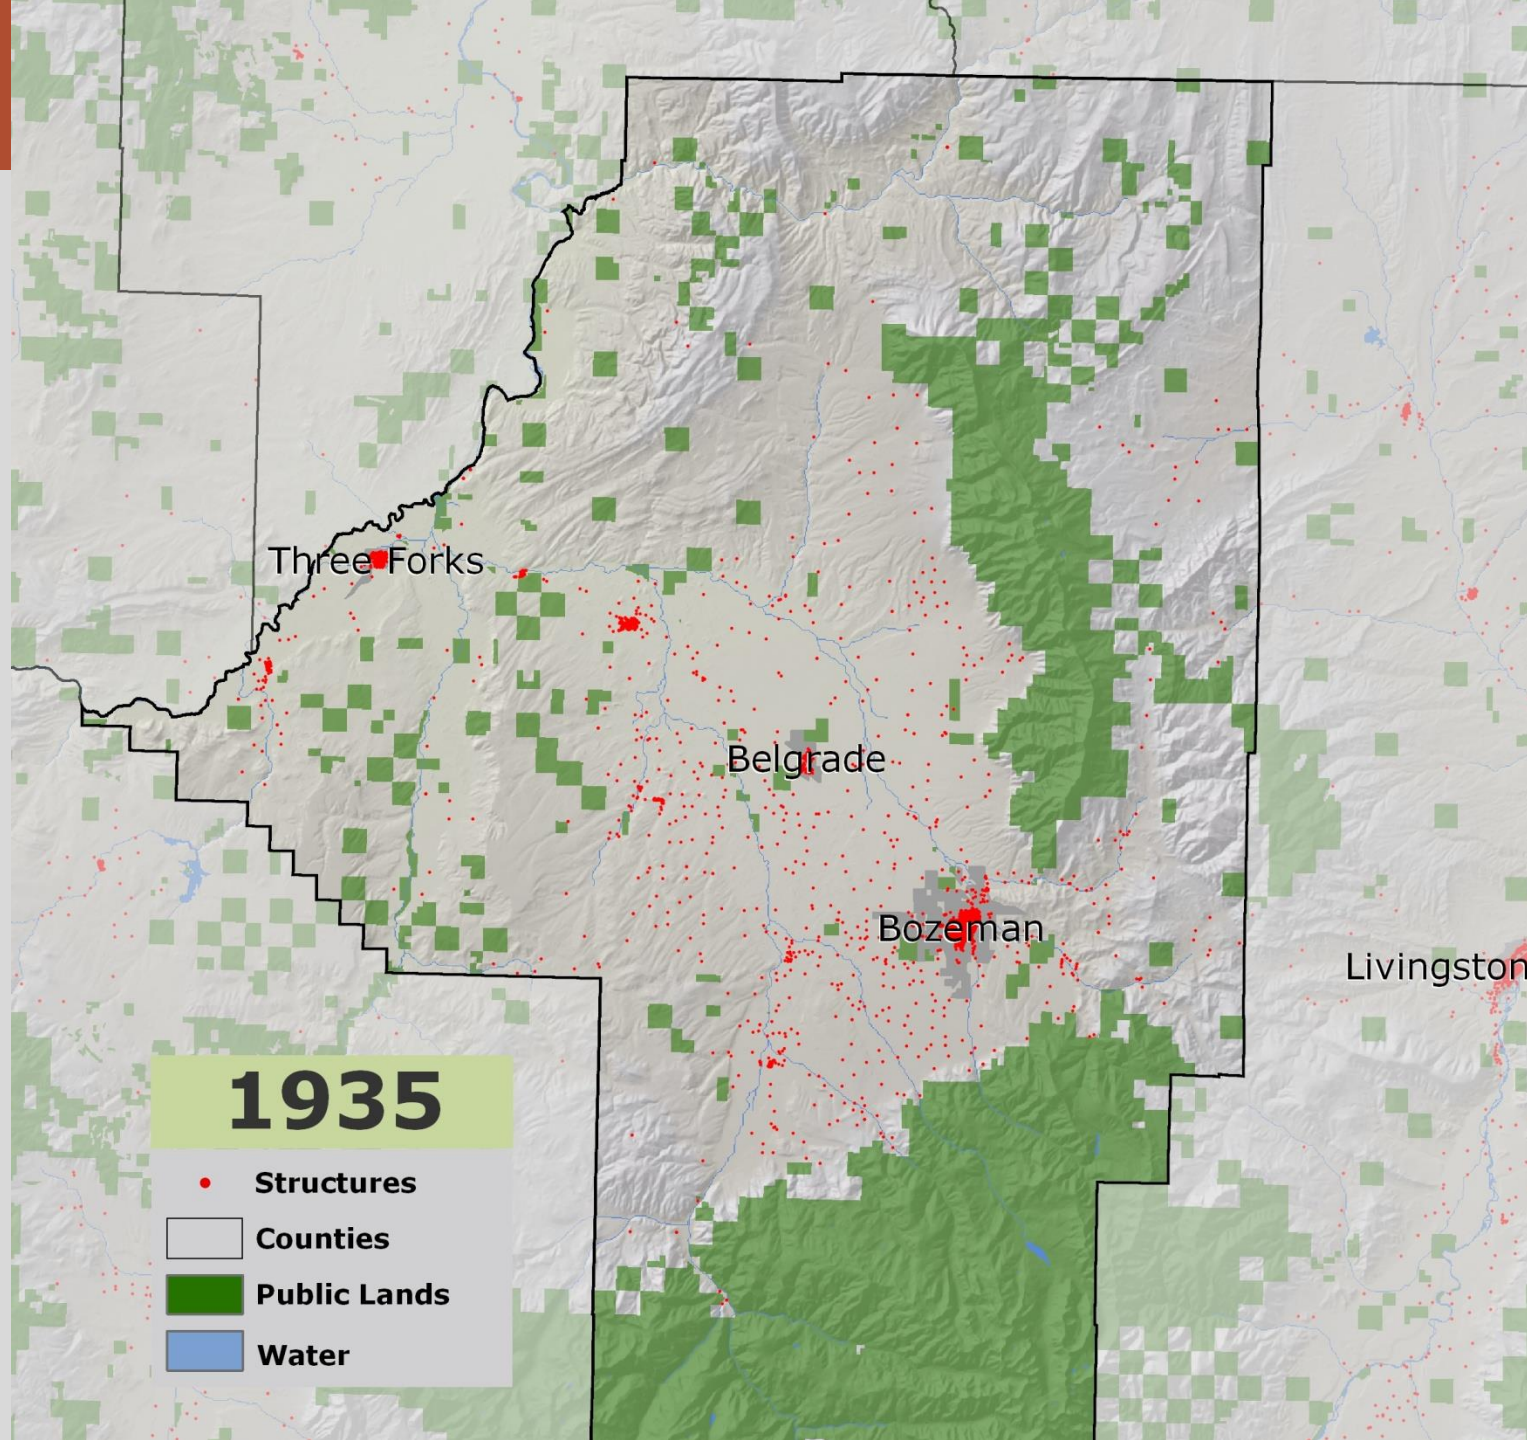 Three Forks
Belgrade
Bozeman
Livingston
1935
Structures
Counties
Public Lands
Water